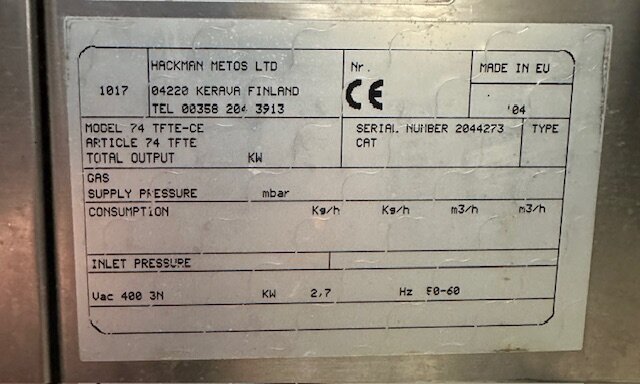 HACKMAN METOS LTD
1017 04220 KERAVA FINLAND
TEL 00358 204 3913
Nr.
CE
MADE IN EU
'04
MODEL 74 TFTE-CE
ARTICLE 74 TFTE
TOTAL OUTPUT KW
SERIAL NUMBER 2044273 TYPE
CAT
GAS
SUPPLY PRESSURE mbar
CONSUMPTION Kg/h Kg/h m3/h m3/h
INLET PRESSURE
Vac 400 3N KW 2,7 Hz 50-60